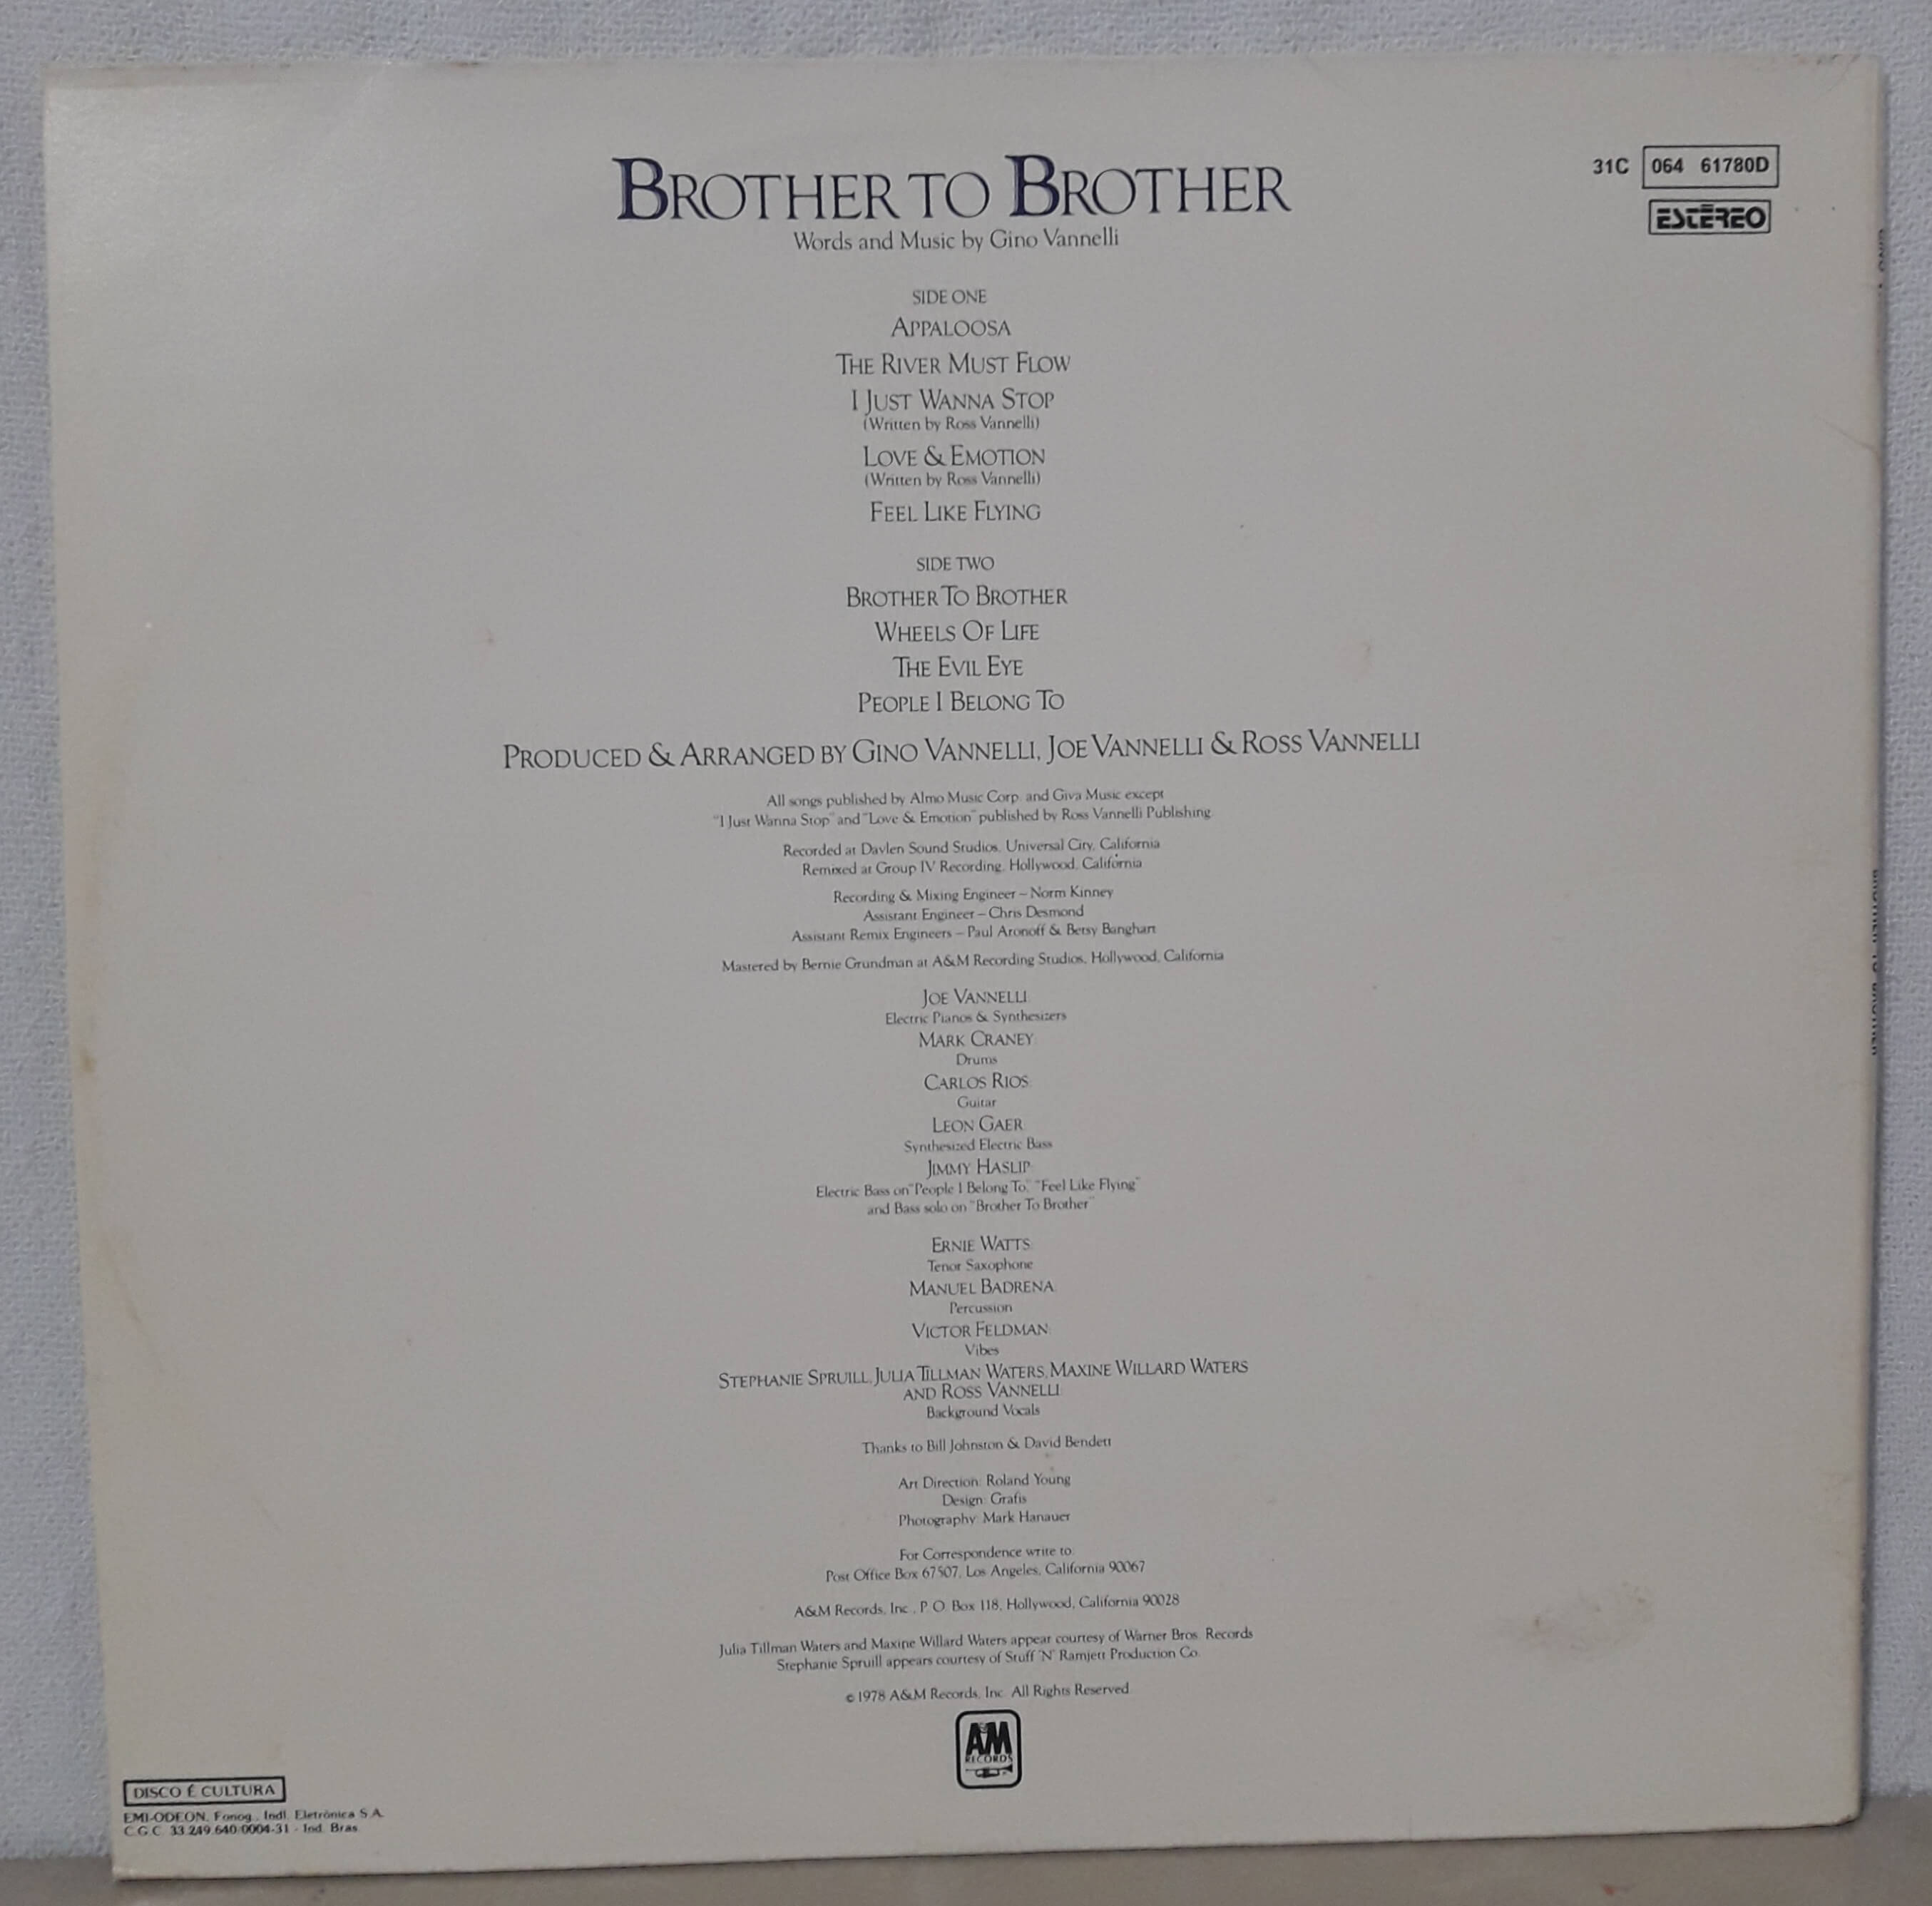 BROTHER TO BROTHER
Words and Music by Gino Vannelli
31C 064 61780D
ESTÉREO
SIDE ONE
APPALOOSA
THE RIVER MUST FLOW
I JUST WANNA STOP
(Written by Ross Vannelli)
LOVE & EMOTION
(Written by Ross Vannelli)
FEEL LIKE FLYING
SIDE TWO
BROTHER TO BROTHER
WHEELS OF LIFE
THE EVIL EYE
PEOPLE I BELONG TO
PRODUCED & ARRANGED BY GINO VANNELLI, JOE VANNELLI & ROSS VANNELLI
All songs published by Almo Music Corp. and Giva Music except
"I Just Wanna Stop" and "Love & Emotion" published by Ross Vannelli Publishing
Recorded at Davlen Sound Studios, Universal City, California
Remixed at Group IV Recording, Hollywood, California
Recording & Mixing Engineer – Norm Kinney
Assistant Engineer – Chris Desmond
Assistant Remix Engineers – Paul Aronoff & Betsy Banghart
Mastered by Bernie Grundman at A&M Recording Studios, Hollywood, California
JOE VANNELLI
Electric Pianos & Synthesizers
MARK CRANEY
Drums
CARLOS RIOS
Guitar
LEON GAER
Synthesized Electric Bass
JIMMY HASLIP
Electric Bass on "People I Belong To," "Feel Like Flying"
and Bass solo on "Brother To Brother"
ERNIE WATTS
Tenor Saxophone
MANUEL BADRENA
Percussion
VICTOR FELDMAN
Vibes
STEPHANIE SPRUILL, JULIA TILLMAN WATERS, MAXINE WILLARD WATERS
AND ROSS VANNELLI
Background Vocals
Thanks to Bill Johnston & David Bendett
Art Direction: Roland Young
Design: Grafis
Photography: Mark Hanauer
For Correspondence write to:
Post Office Box 67507, Los Angeles, California 90067
A&M Records, Inc., P.O. Box 118, Hollywood, California 90028
Julia Tillman Waters and Maxine Willard Waters appear courtesy of Warner Bros. Records
Stephanie Spruill appears courtesy of Stuff 'N' Ramjett Production Co.
© 1978 A&M Records, Inc. All Rights Reserved
A&M
RECORDS
DISCO É CULTURA
EMI-ODEON, Fonog., Indl. Eletrônica S.A.
C.G.C. 33.249.640/0004-31 - Ind. Bras.